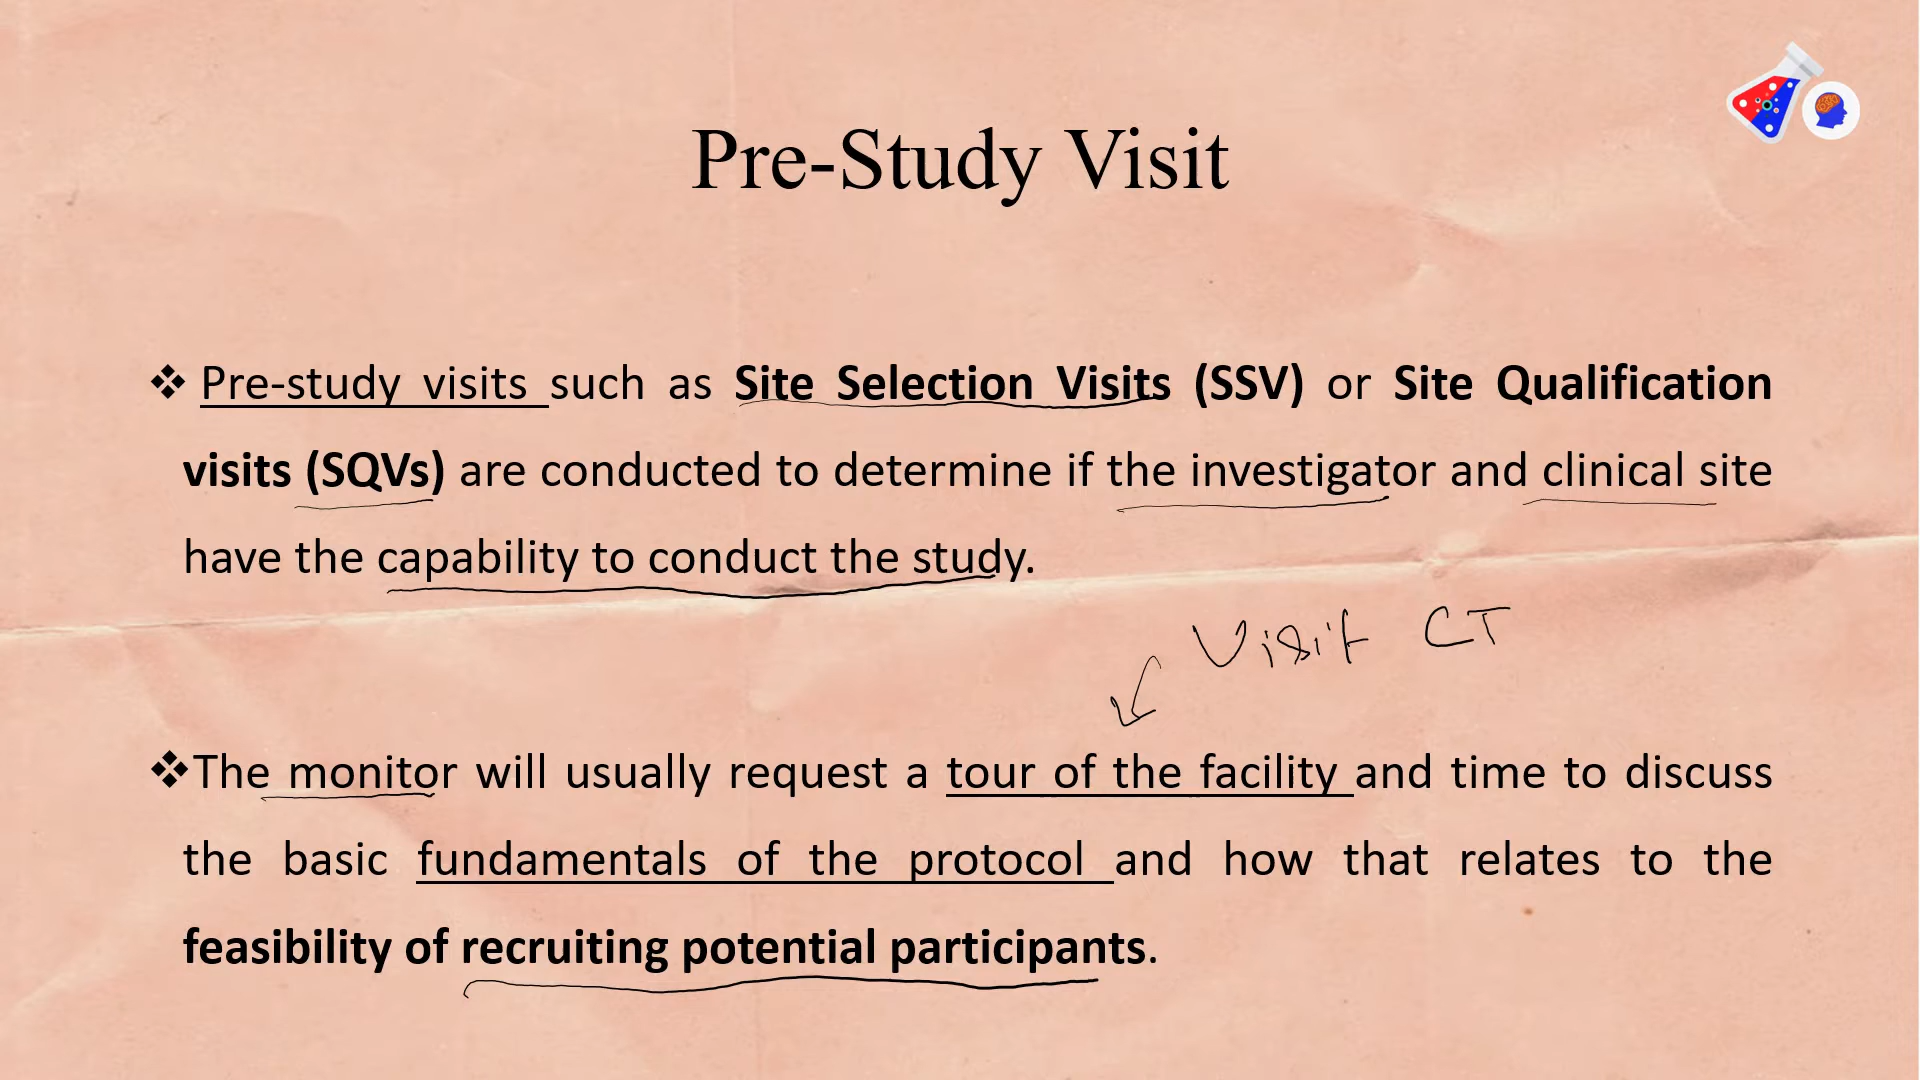 Pre-Study Visit
❖ Pre-study visits such as Site Selection Visits (SSV) or Site Qualification
visits (SQVs) are conducted to determine if the investigator and clinical site
have the capability to conduct the study.
Visit CT
❖The monitor will usually request a tour of the facility and time to discuss
the basic fundamentals of the protocol and how that relates to the
feasibility of recruiting potential participants.